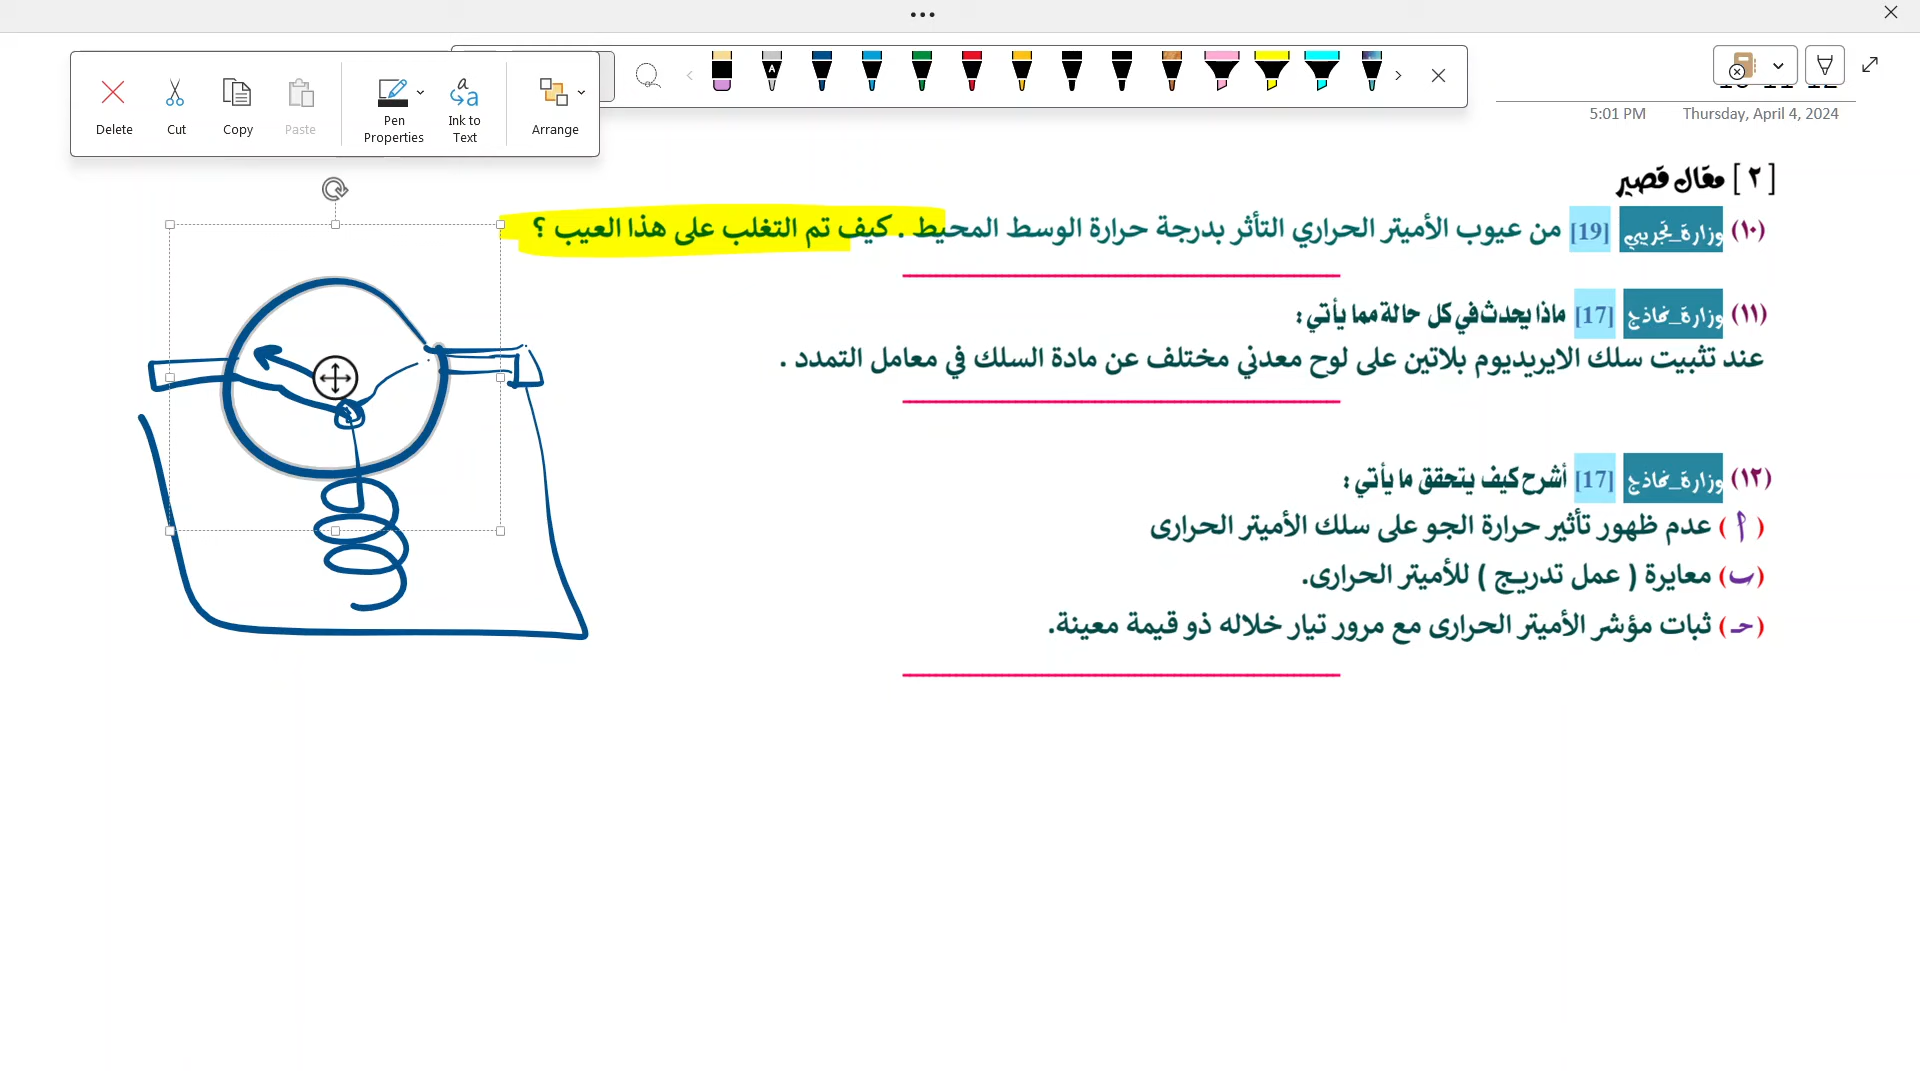 Delete
Cut
Copy
Paste
Pen Properties
Ink to Text
Arrange
5:01 PM Thursday, April 4, 2024
[ ٢ ] مقال قصير
(١٠) وزارة_تجريبي [19] من عيوب الأميتر الحراري التأثر بدرجة حرارة الوسط المحيط . كيف تم التغلب على هذا العيب ؟
(١١) وزارة_نماذج [17] ماذا يحدث في كل حالة مما يأتي :
عند تثبيت سلك الايريديوم بلاتين على لوح معدني مختلف عن مادة السلك في معامل التمدد .
(١٢) وزارة_نماذج [17] أشرح كيف يتحقق ما يأتي :
( أ ) عدم ظهور تأثير حرارة الجو على سلك الأميتر الحرارى
(ب) معايرة ( عمل تدريج ) للأميتر الحرارى.
(حـ) ثبات مؤشر الأميتر الحرارى مع مرور تيار خلاله ذو قيمة معينة.